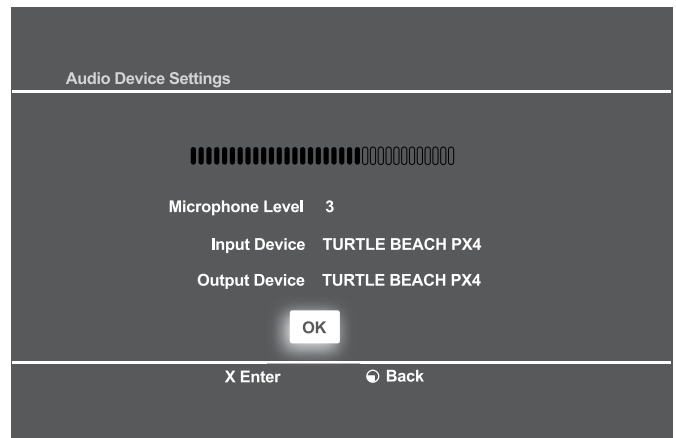 Audio Device Settings
Microphone Level 3
Input Device TURTLE BEACH PX4
Output Device TURTLE BEACH PX4
OK
X Enter Back